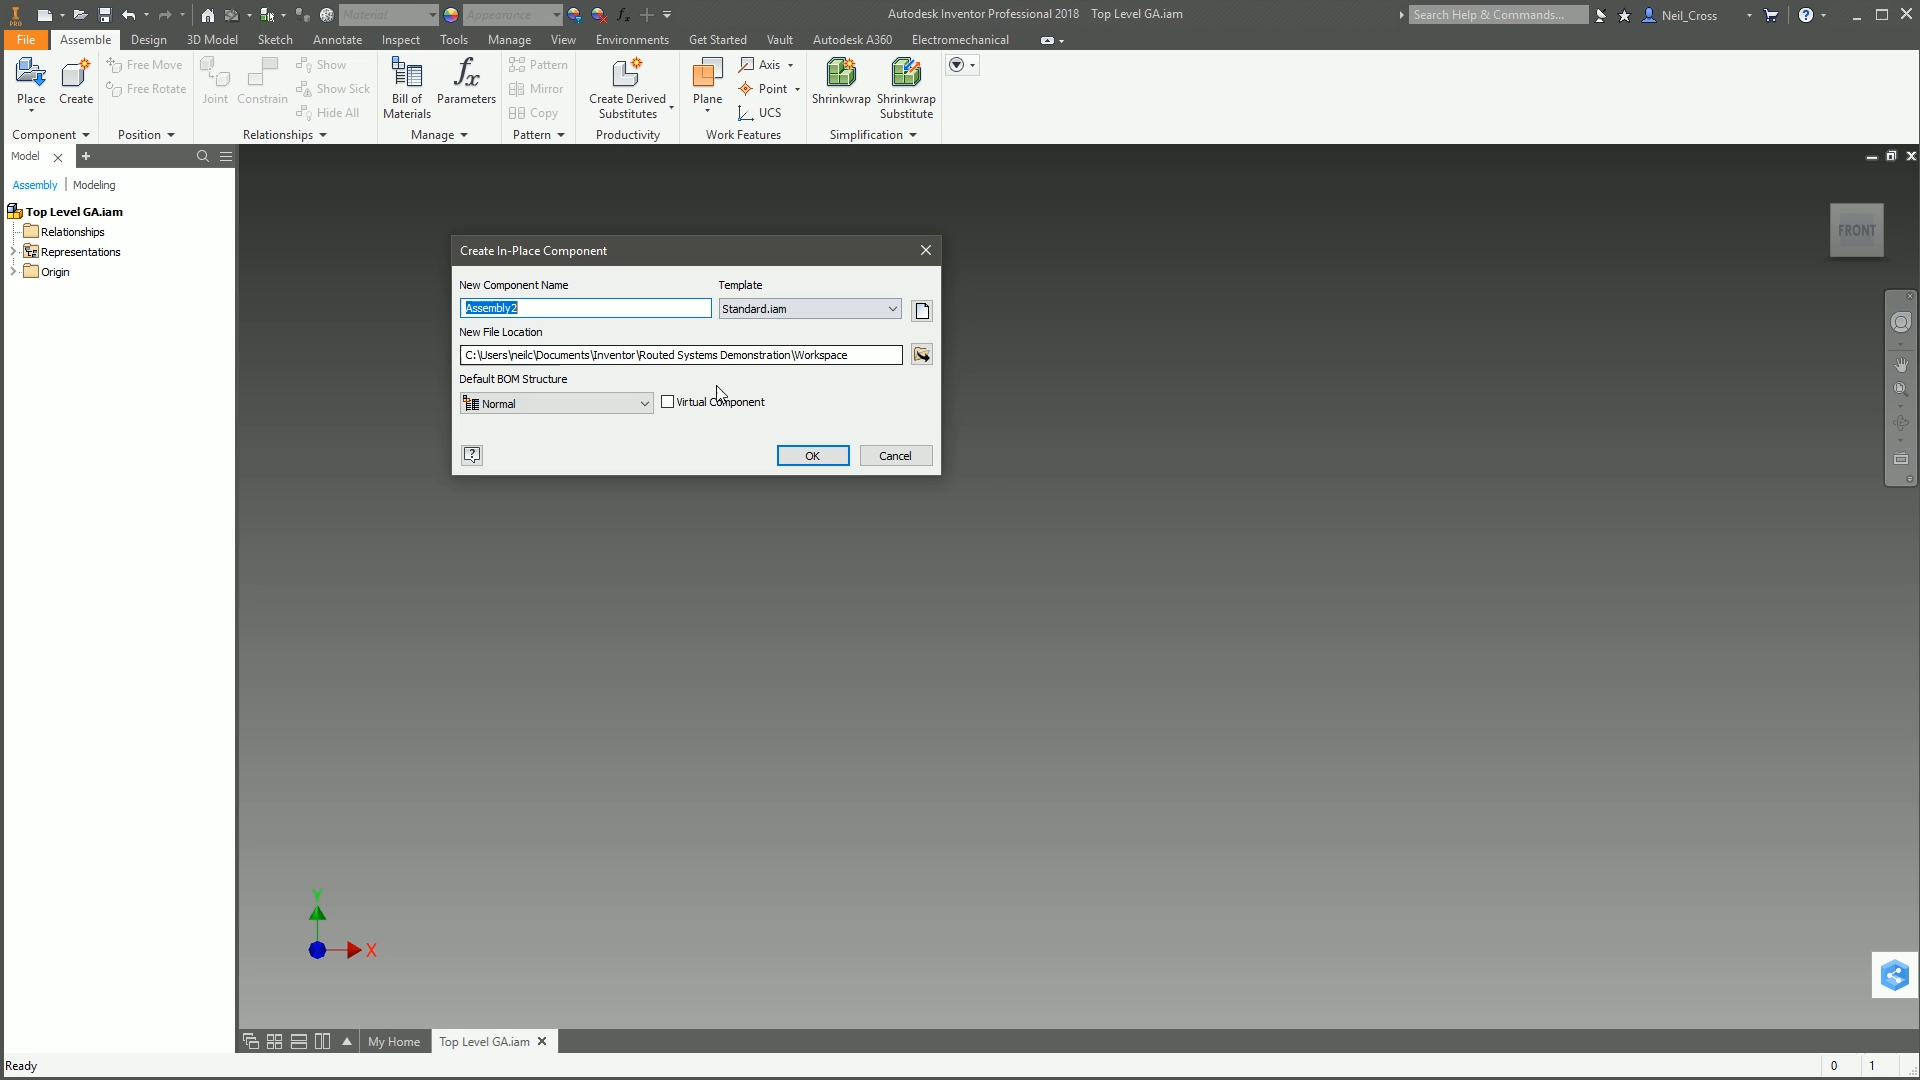 Material
Appearance
Autodesk Inventor Professional 2018 Top Level GA.iam
Search Help & Commands...
Neil_Cross
File Assemble Design 3D Model Sketch Annotate Inspect Tools Manage View Environments Get Started Vault Autodesk A360 Electromechanical
Place
Create
Free Move
Free Rotate
Joint
Constrain
Show
Show Sick
Hide All
Bill of
Materials
Parameters
Pattern
Mirror
Copy
Create Derived
Substitutes
Plane
Axis
Point
UCS
Shrinkwrap
Shrinkwrap
Substitute
Component Position Relationships Manage Pattern Productivity Work Features Simplification
Model
Assembly | Modeling
Top Level GA.iam
Relationships
Representations
Origin
Create In-Place Component
New Component Name
Template
Assembly2
Standard.iam
New File Location
C:\Users\neilc\Documents\Inventor\Routed Systems Demonstration\Workspace
Default BOM Structure
Normal
Virtual Component
OK
Cancel
FRONT
Y
X
My Home
Top Level GA.iam
Ready
0
1